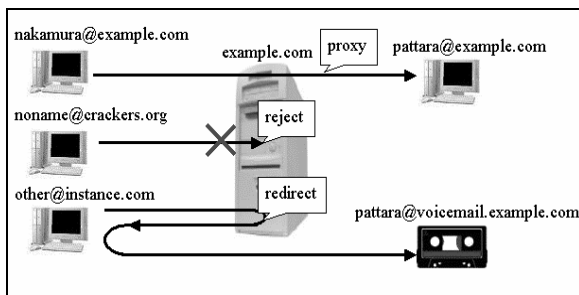 nakamura@example.com
example.com
proxy
pattara@example.com
noname@crackers.org
reject
other@instance.com
redirect
pattara@voicemail.example.com